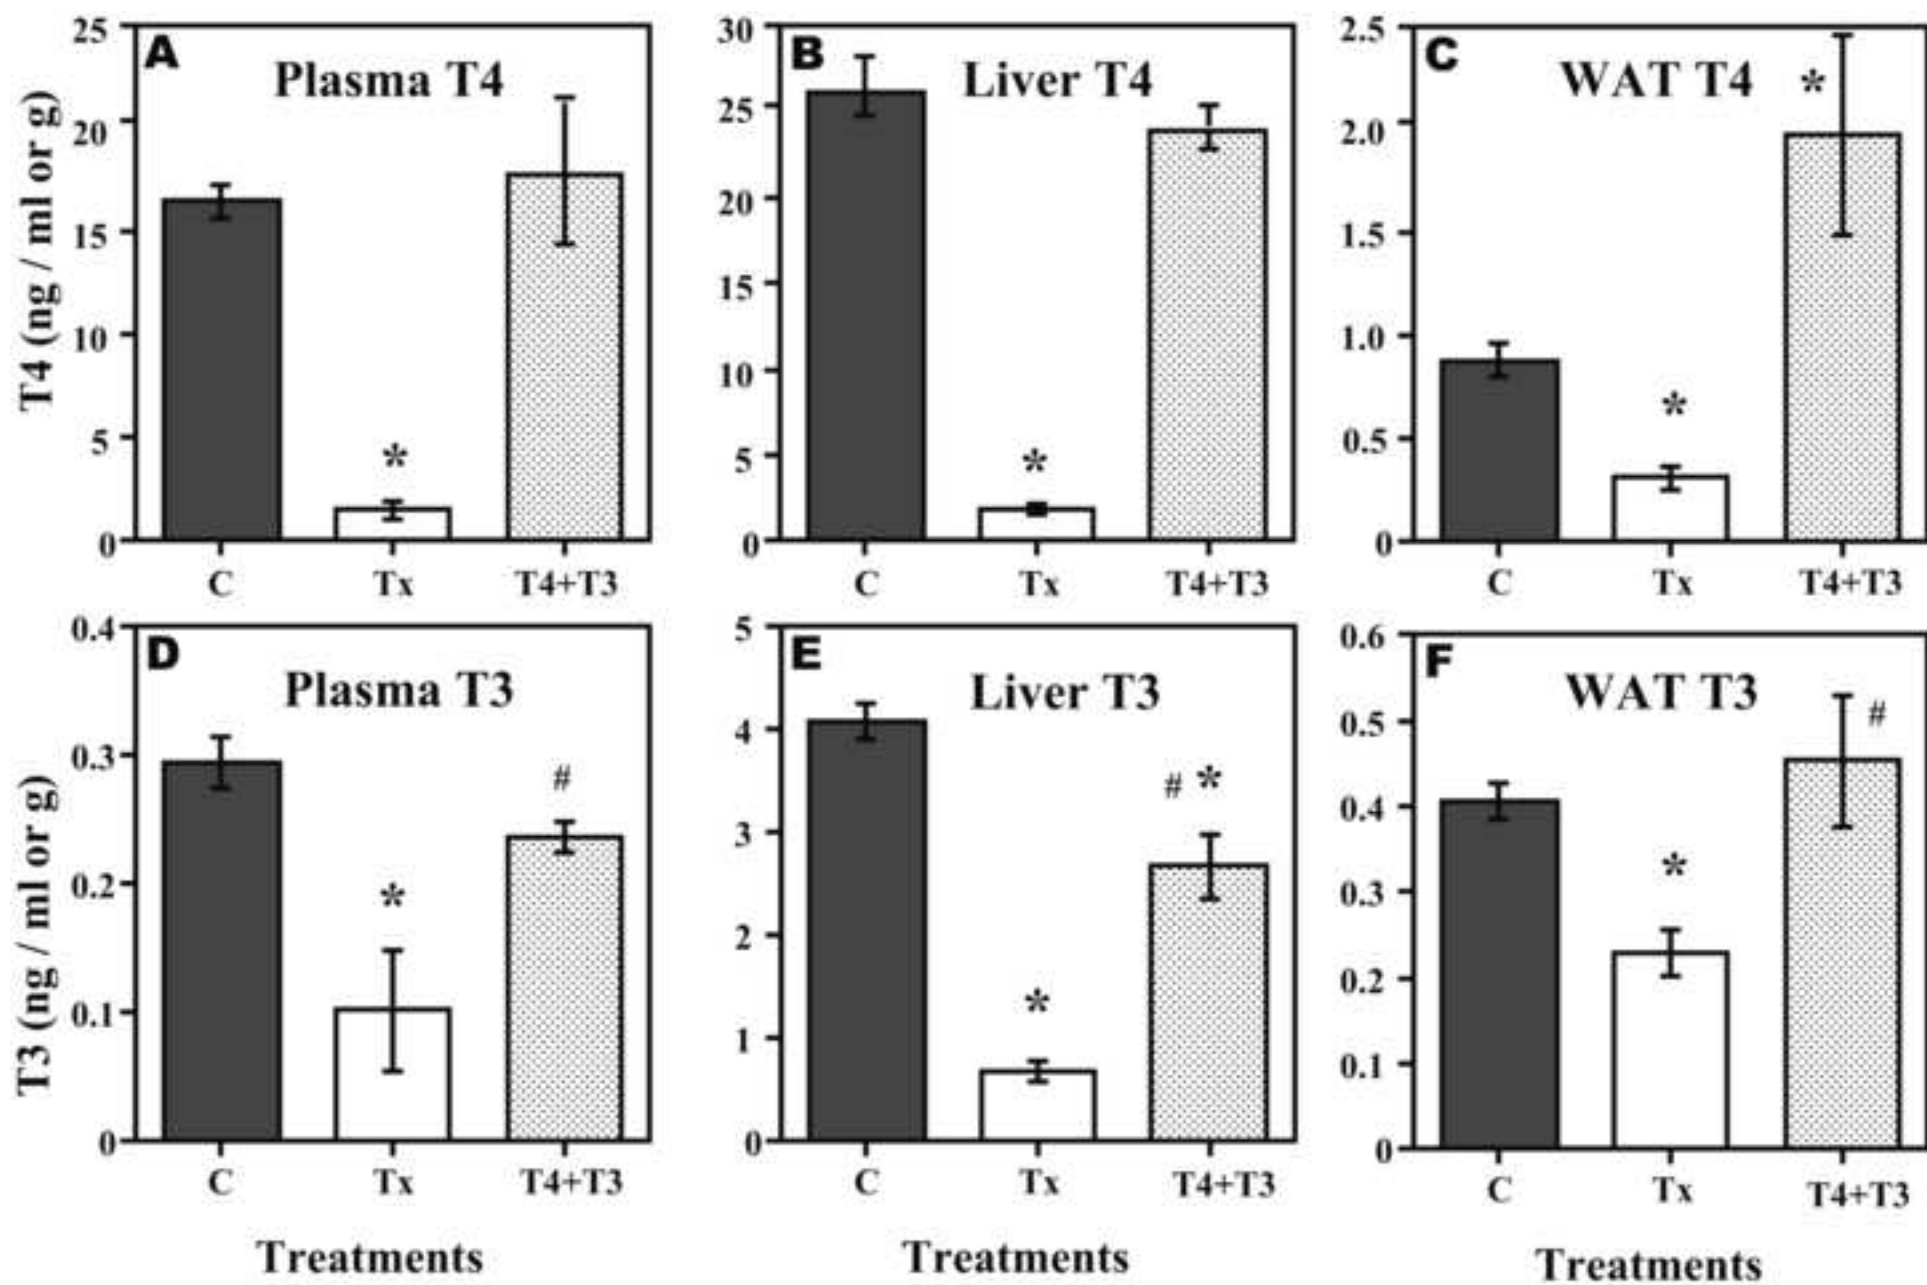 T4 (ng / ml or g)
A
Plasma T4
25
20
15
10
5
0
*
C Tx T4+T3
B
Liver T4
30
25
20
15
10
5
0
*
C Tx T4+T3
C
WAT T4
2.5
2.0
1.5
1.0
0.5
0
*
*
C Tx T4+T3
T3 (ng / ml or g)
D
Plasma T3
0.4
0.3
0.2
0.1
0
*
#
C Tx T4+T3
Treatments
E
Liver T3
5
4
3
2
1
0
*
# *
C Tx T4+T3
Treatments
F
WAT T3
0.6
0.5
0.4
0.3
0.2
0.1
0
*
#
C Tx T4+T3
Treatments